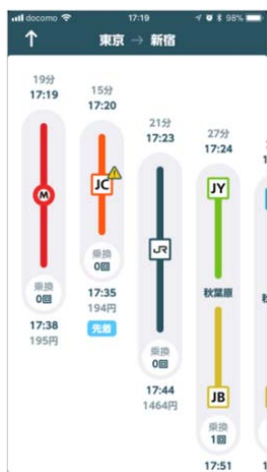 docomo 17:19 98%
東京 → 新宿
19分
17:19
M
乗換
0回
17:38
195円
15分
17:20
JC
乗換
0回
17:35
194円
先着
21分
17:23
JR
乗換
0回
17:44
1464円
27分
17:24
JY
秋葉原
JB
乗換
1回
17:51